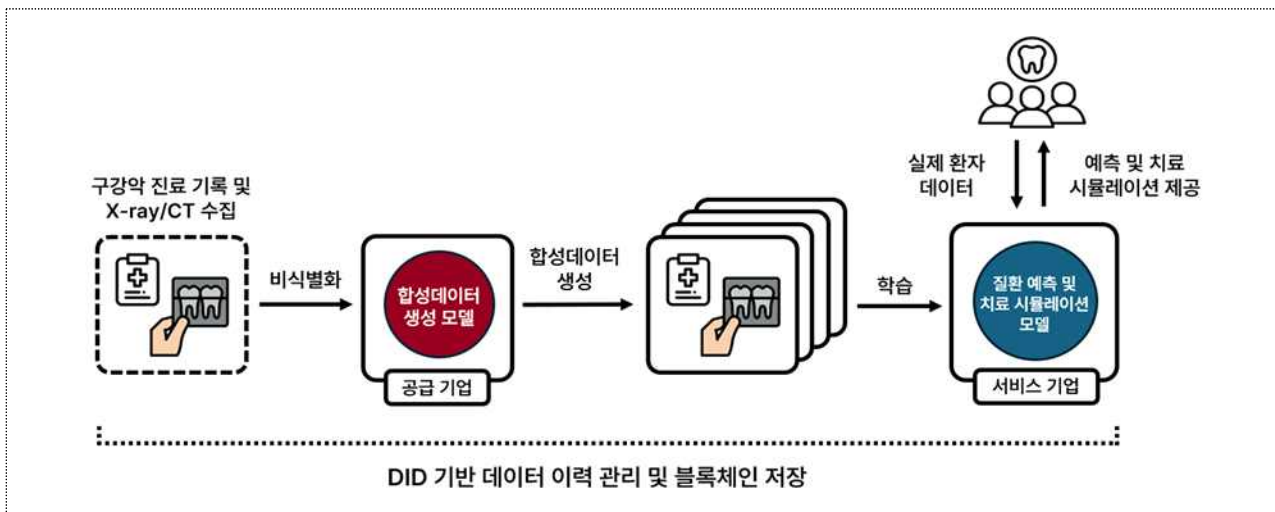 구강악 진료 기록 및
X-ray/CT 수집
비식별화
합성데이터
생성 모델
공급 기업
합성데이터
생성
학습
실제 환자
데이터
예측 및 치료
시뮬레이션 제공
질환 예측 및
치료 시뮬레이션
모델
서비스 기업
DID 기반 데이터 이력 관리 및 블록체인 저장